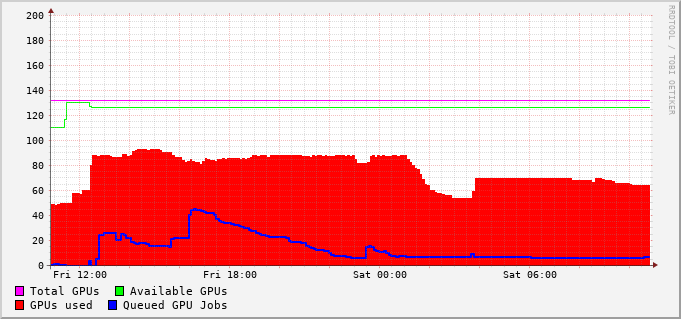 200
180
160
140
120
100
80
60
40
20
0
Fri 12:00 Fri 18:00 Sat 00:00 Sat 06:00
Total GPUs Available GPUs
GPUs used Queued GPU Jobs
RRDTOOL / TOBI OETIKER